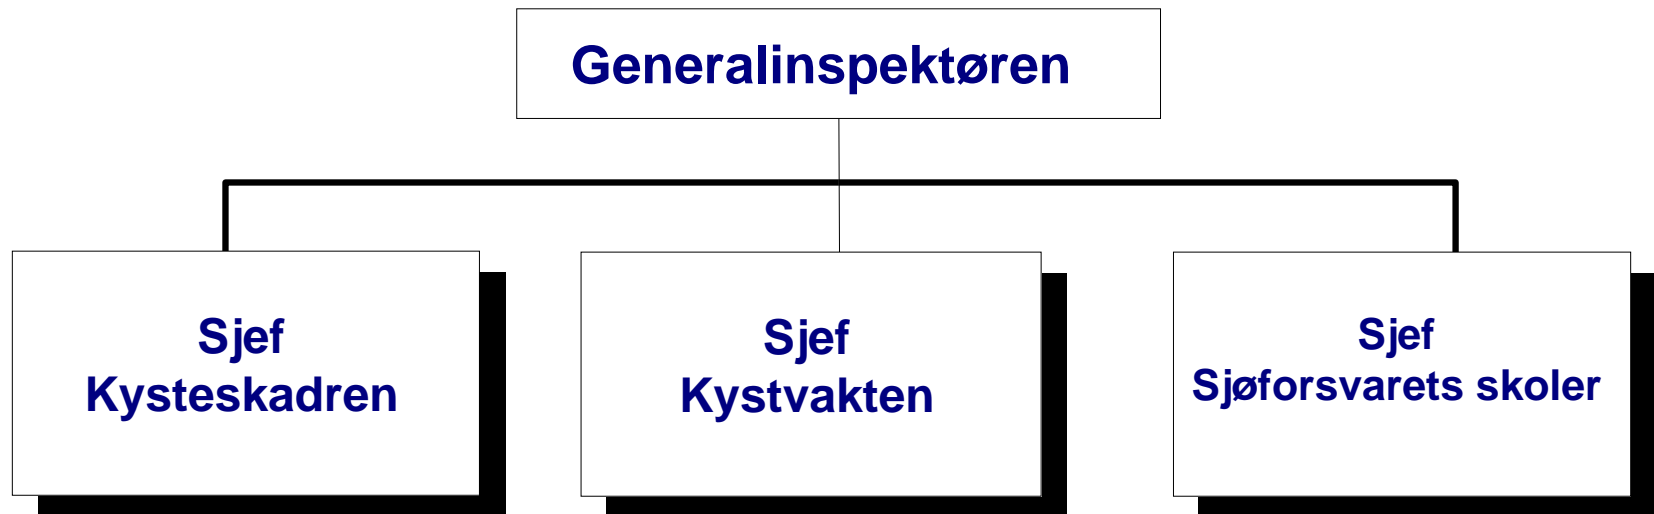 Generalinspektøren
Sjef
Kysteskadren
Sjef
Kystvakten
Sjef
Sjøforsvarets skoler